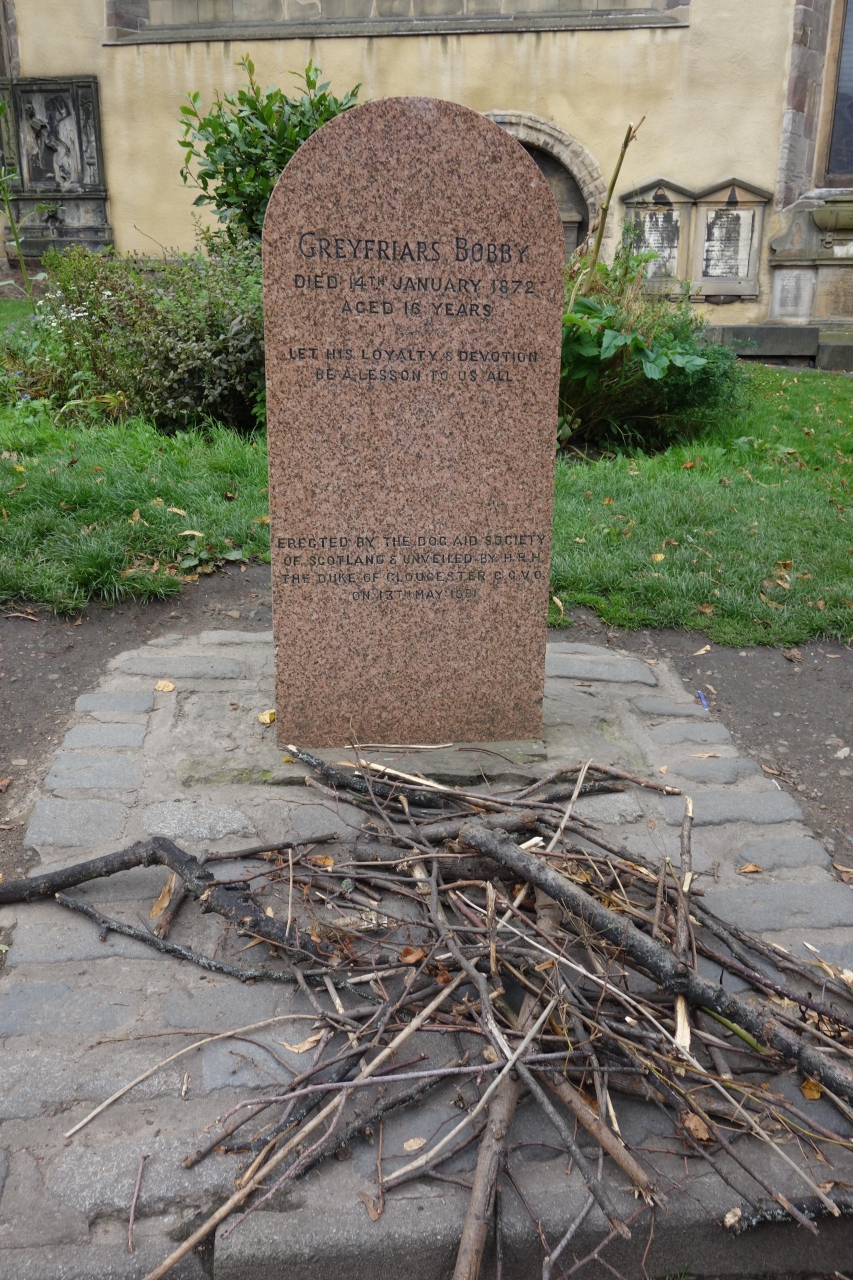 GREYFRIARS BOBBY
DIED 14TH JANUARY 1872
AGED 16 YEARS
LET HIS LOYALTY & DEVOTION
BE A LESSON TO US ALL
ERECTED BY THE DOG AID SOCIETY
OF SCOTLAND & UNVEILED BY H.R.H.
THE DUKE OF GLOUCESTER G.C.V.O.
ON 13TH MAY 1981